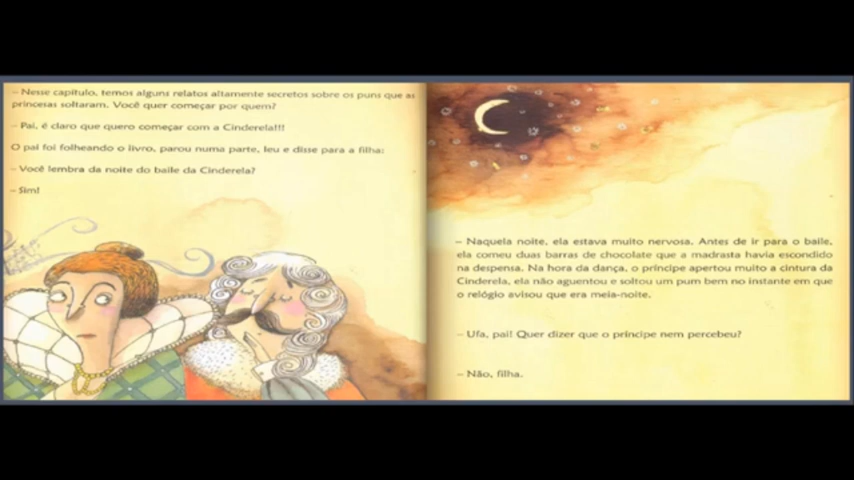 – Nesse capítulo, temos alguns relatos altamente secretos sobre os puns que as
princesas soltaram. Você quer começar por quem?
– Pai, é claro que quero começar com a Cinderela!!!
O pai foi folheando o livro, parou numa parte, leu e disse para a filha:
– Você lembra da noite do baile da Cinderela?
– Sim!
– Naquela noite, ela estava muito nervosa. Antes de ir para o baile,
ela comeu duas barras de chocolate que a madrasta havia escondido
na despensa. Na hora da dança, o príncipe apertou muito a cintura da
Cinderela, ela não aguentou e soltou um pum bem no instante em que
o relógio avisou que era meia-noite.
– Ufa, pai! Quer dizer que o príncipe nem percebeu?
– Não, filha.